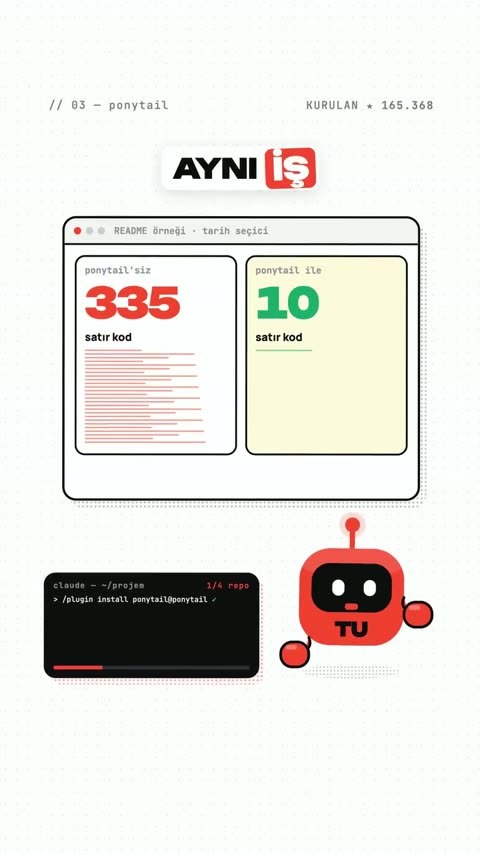 // 03 — ponytail
KURULAN ★ 165.368
AYNI İŞ
README örneği · tarih seçici
ponytail'siz
335
satır kod
ponytail ile
10
satır kod
claude — ~/projem
1/4 repo
> /plugin install ponytail@ponytail ✓
TU